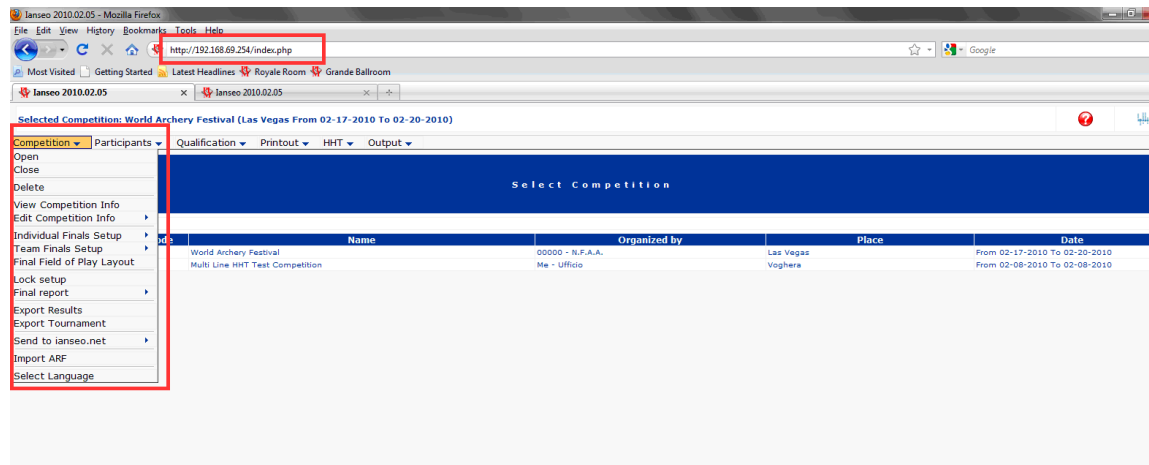 Ianseo 2010.02.05 - Mozilla Firefox
File Edit View History Bookmarks Tools Help
http://192.168.69.254/index.php
Google
Most Visited Getting Started Latest Headlines Royale Room Grande Ballroom
Ianseo 2010.02.05 Ianseo 2010.02.05
Selected Competition: World Archery Festival (Las Vegas From 02-17-2010 To 02-20-2010)
Competition Participants Qualification Printout HHT Output
Open
Close
Delete
View Competition Info
Edit Competition Info
Individual Finals Setup
Team Finals Setup
Final Field of Play Layout
Lock setup
Final report
Export Results
Export Tournament
Send to ianseo.net
Import ARF
Select Language
Select Competition
Name Organized by Place Date
World Archery Festival 00000 - N.F.A.A. Las Vegas From 02-17-2010 To 02-20-2010
Multi Line HHT Test Competition Me - Ufficio Voghera From 02-08-2010 To 02-08-2010